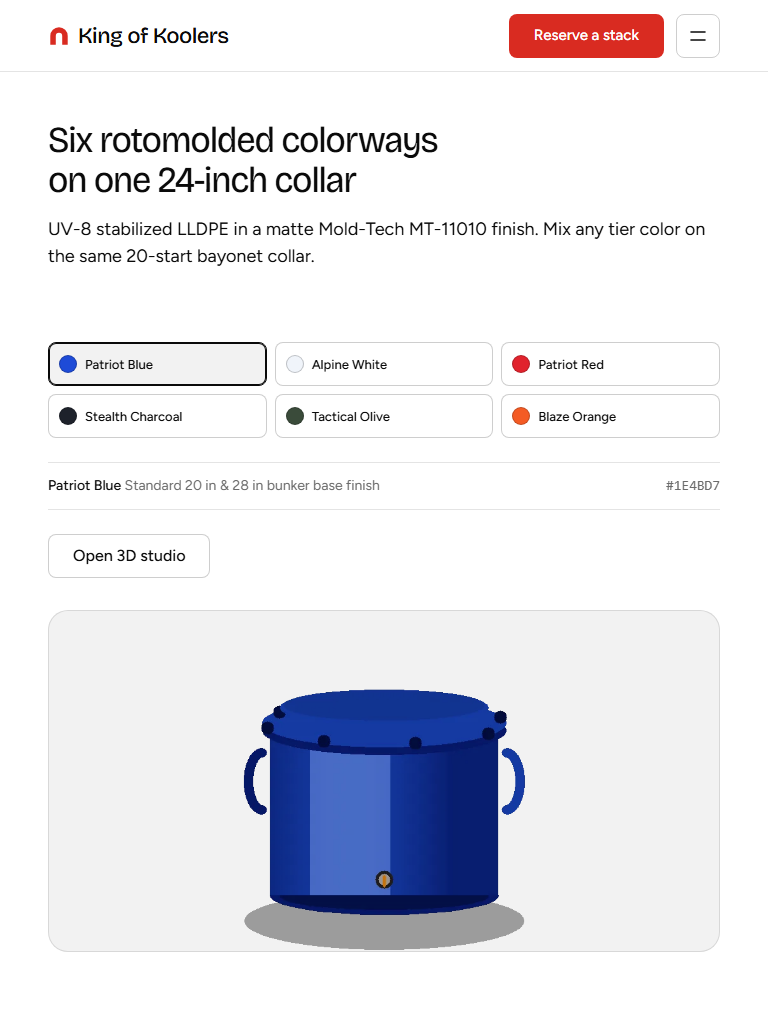 King of Koolers
Reserve a stack
Six rotomolded colorways
on one 24-inch collar
UV-8 stabilized LLDPE in a matte Mold-Tech MT-11010 finish. Mix any tier color on
the same 20-start bayonet collar.
Patriot Blue
Alpine White
Patriot Red
Stealth Charcoal
Tactical Olive
Blaze Orange
Patriot Blue Standard 20 in & 28 in bunker base finish
#1E4BD7
Open 3D studio